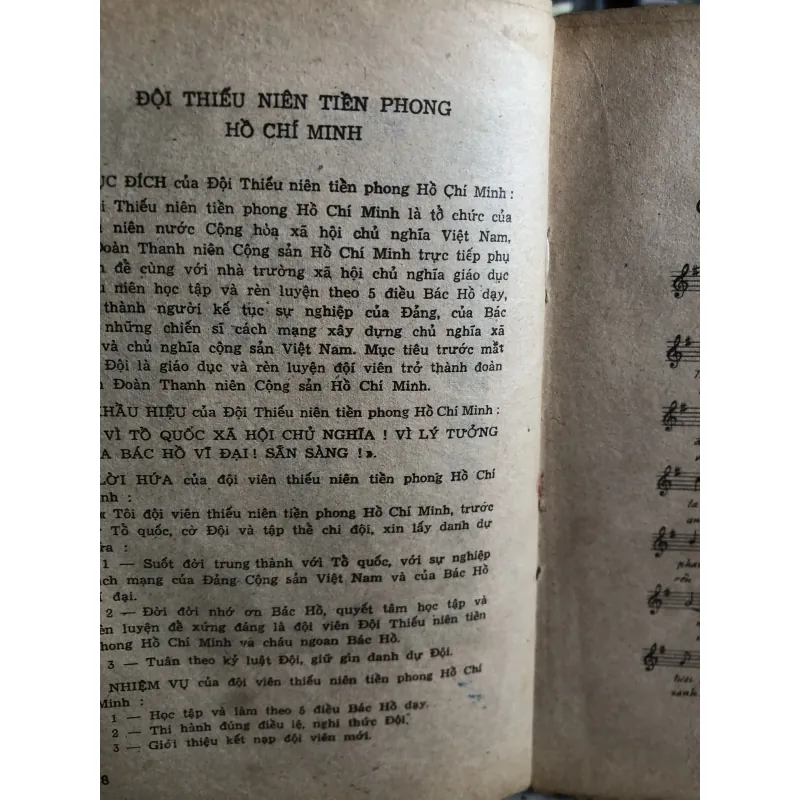 ĐỘI THIẾU NIÊN TIỀN PHONG
HỒ CHÍ MINH
ĐÍCH của Đội Thiếu niên tiền phong Hồ Chí Minh :
Thiếu niên tiền phong Hồ Chí Minh là tổ chức của
niên nước Cộng hòa xã hội chủ nghĩa Việt Nam,
Đoàn Thanh niên Cộng sản Hồ Chí Minh trực tiếp phụ
để cùng với nhà trường xã hội chủ nghĩa giáo dục
niên học tập và rèn luyện theo 5 điều Bác Hồ dạy,
thành người kế tục sự nghiệp của Đảng, của Bác
những chiến sĩ cách mạng xây dựng chủ nghĩa xã
và chủ nghĩa cộng sản Việt Nam. Mục tiêu trước mắt
Đội là giáo dục và rèn luyện đội viên trở thành đoàn
Đoàn Thanh niên Cộng sản Hồ Chí Minh.
KHẨU HIỆU của Đội Thiếu niên tiền phong Hồ Chí Minh :
VÌ TỔ QUỐC XÃ HỘI CHỦ NGHĨA ! VÌ LÝ TƯỞNG
A BÁC HỒ VĨ ĐẠI ! SẴN SÀNG ! ».
LỜI HỨA của đội viên thiếu niên tiền phong Hồ Chí
nh :
« Tôi đội viên thiếu niên tiền phong Hồ Chí Minh, trước
Tổ quốc, cờ Đội và tập thể chi đội, xin lấy danh dự
ứa :
1 — Suốt đời trung thành với Tổ quốc, với sự nghiệp
ách mạng của Đảng Cộng sản Việt Nam và của Bác Hồ
ĩ đại.
2 — Đời đời nhớ ơn Bác Hồ, quyết tâm học tập và
èn luyện để xứng đáng là đội viên Đội Thiếu niên tiền
phong Hồ Chí Minh và cháu ngoan Bác Hồ.
3 — Tuân theo kỷ luật Đội, giữ gìn danh dự Đội.
NHIỆM VỤ của đội viên thiếu niên tiền phong Hồ Chí
Minh :
1 — Học tập và làm theo 5 điều Bác Hồ dạy.
2 — Thi hành đúng điều lệ, nghi thức Đội.
3 — Giới thiệu kết nạp đội viên mới.
8